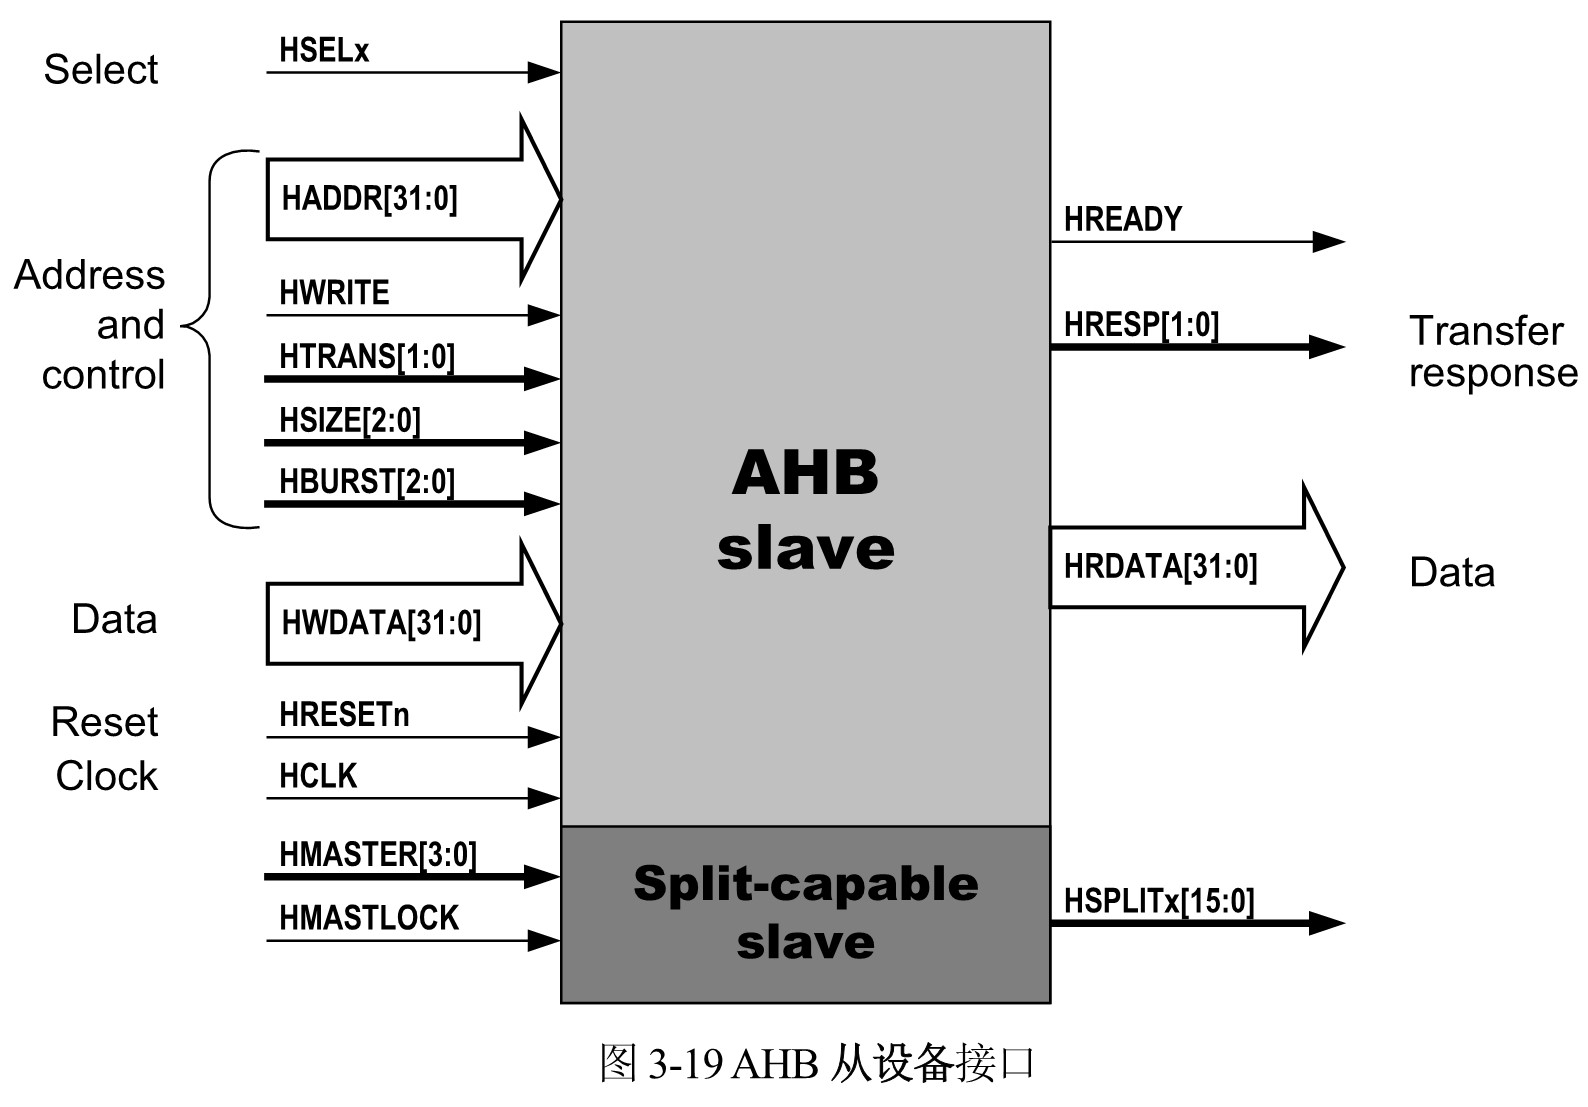 Select
HSELx
HADDR[31:0]
Address
and
control
HWRITE
HTRANS[1:0]
HSIZE[2:0]
HBURST[2:0]
Data
HWDATA[31:0]
Reset
HRESETn
Clock
HCLK
HMASTER[3:0]
HMASTLOCK
AHB
slave
Split-capable
slave
HREADY
HRESP[1:0]
Transfer
response
HRDATA[31:0]
Data
HSPLITx[15:0]
图 3-19 AHB 从设备接口